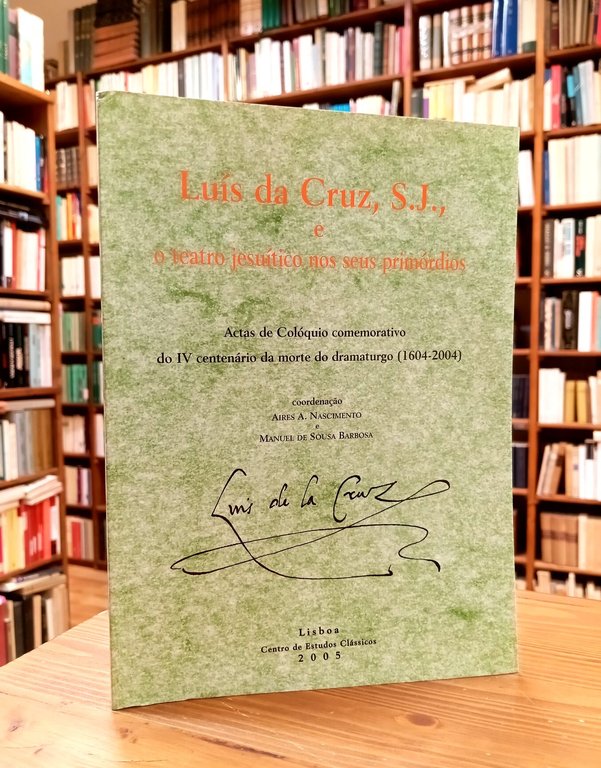 Luís da Cruz, S.J.,
e
o teatro jesuítico nos seus primórdios
Actas de Colóquio comemorativo
do IV centenário da morte do dramaturgo (1604-2004)
coordenação
AIRES A. NASCIMENTO
e
MANUEL DE SOUSA BARBOSA
Luis de la Cruz
Lisboa
Centro de Estudos Clássicos
2005